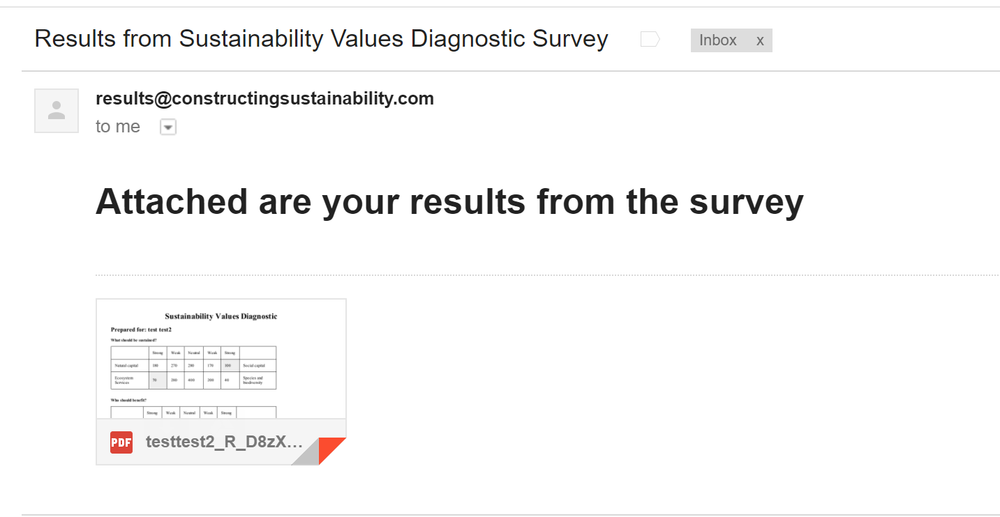 Results from Sustainability Values Diagnostic Survey Inbox x
results@constructingsustainability.com
to me
Attached are your results from the survey
Sustainability Values Diagnostic
Prepared for: test test2
What should be sustained?
Strong Weak Neutral Weak Strong
Natural capital 180 270 280 170 100 Social capital
Ecosystem Services 70 280 400 200 40 Species and biodiversity
Who should benefit?
Strong Weak Neutral Weak Strong
PDF testtest2_R_D8zX...